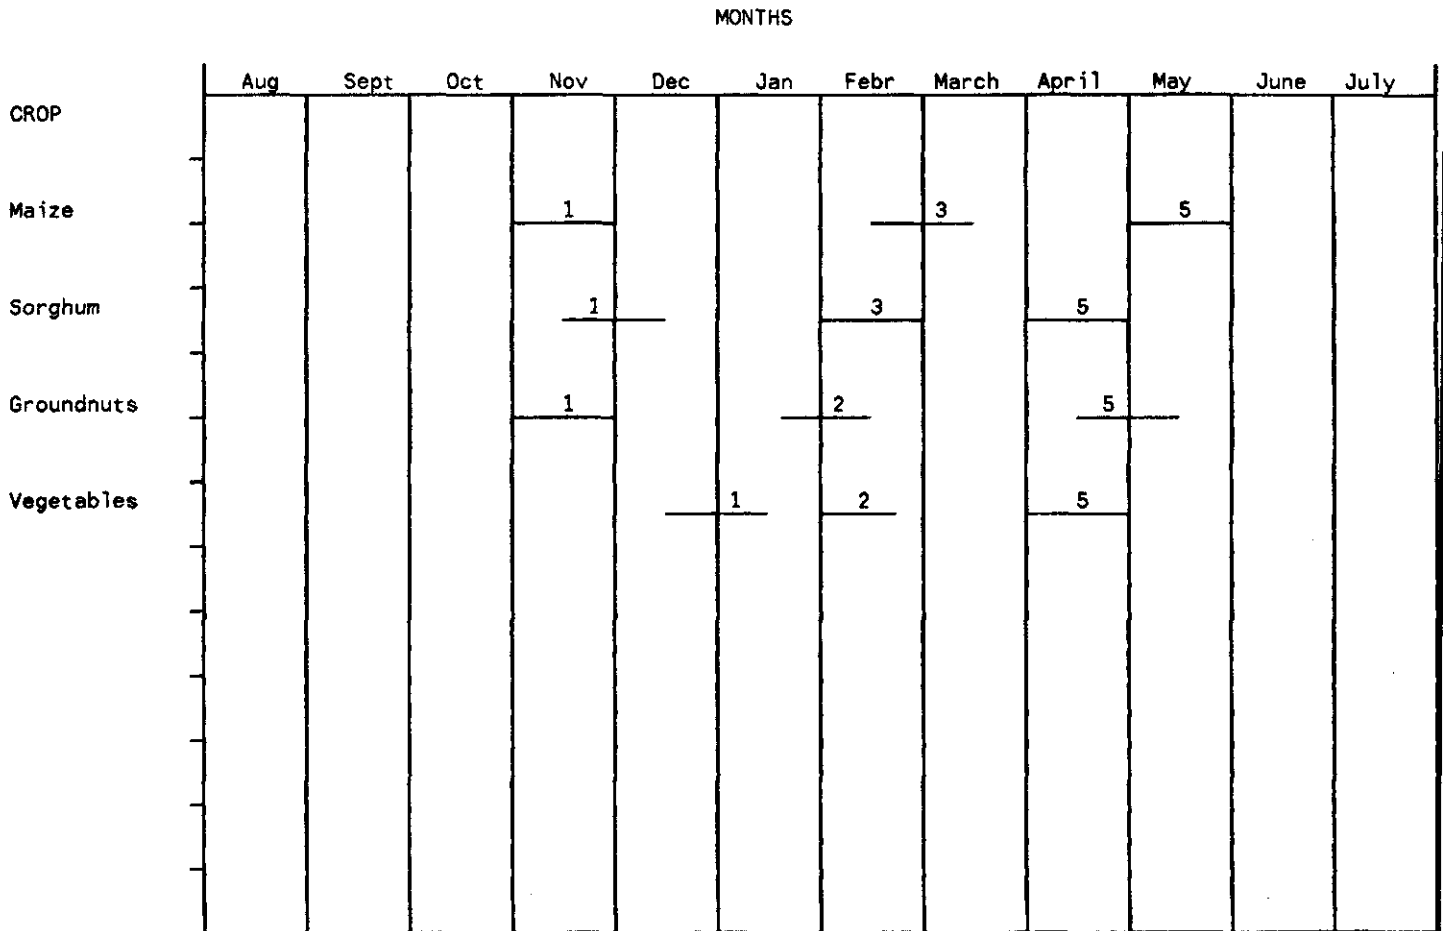 MONTHS
Aug Sept Oct Nov Dec Jan Febr March April May June July
CROP
Maize 1 3 5
Sorghum 1 3 5
Groundnuts 1 2 5
Vegetables 1 2 5